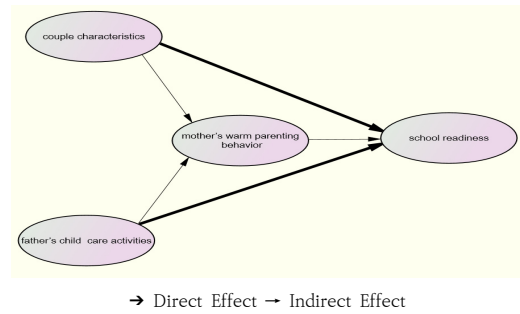 couple characteristics
mother's warm parenting
behavior
school readiness
father's child care activities
➔ Direct Effect → Indirect Effect